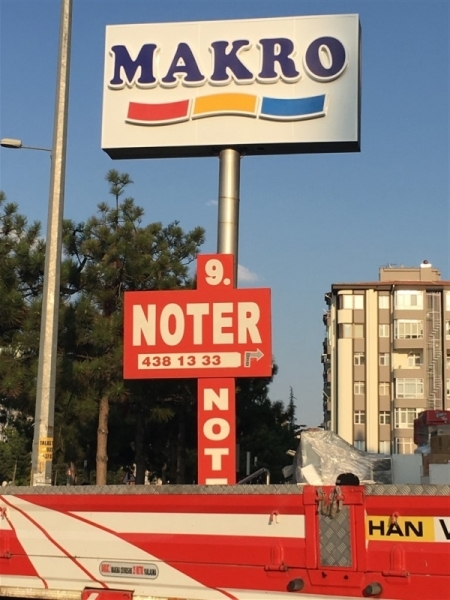 MAKRO
9.
NOTER
438 13 33
NOT
HAN